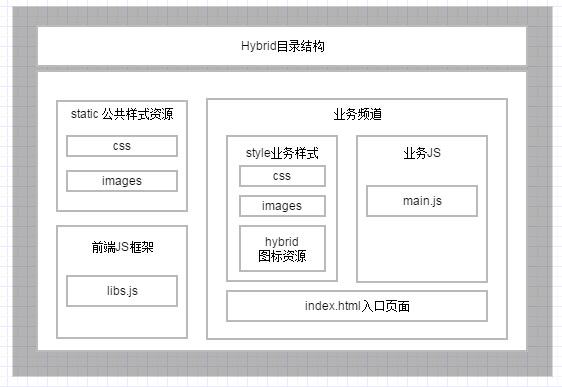 Hybrid目录结构
static 公共样式资源
css
images
前端JS框架
libs.js
业务频道
style业务样式
css
images
hybrid
图标资源
业务JS
main.js
index.html入口页面